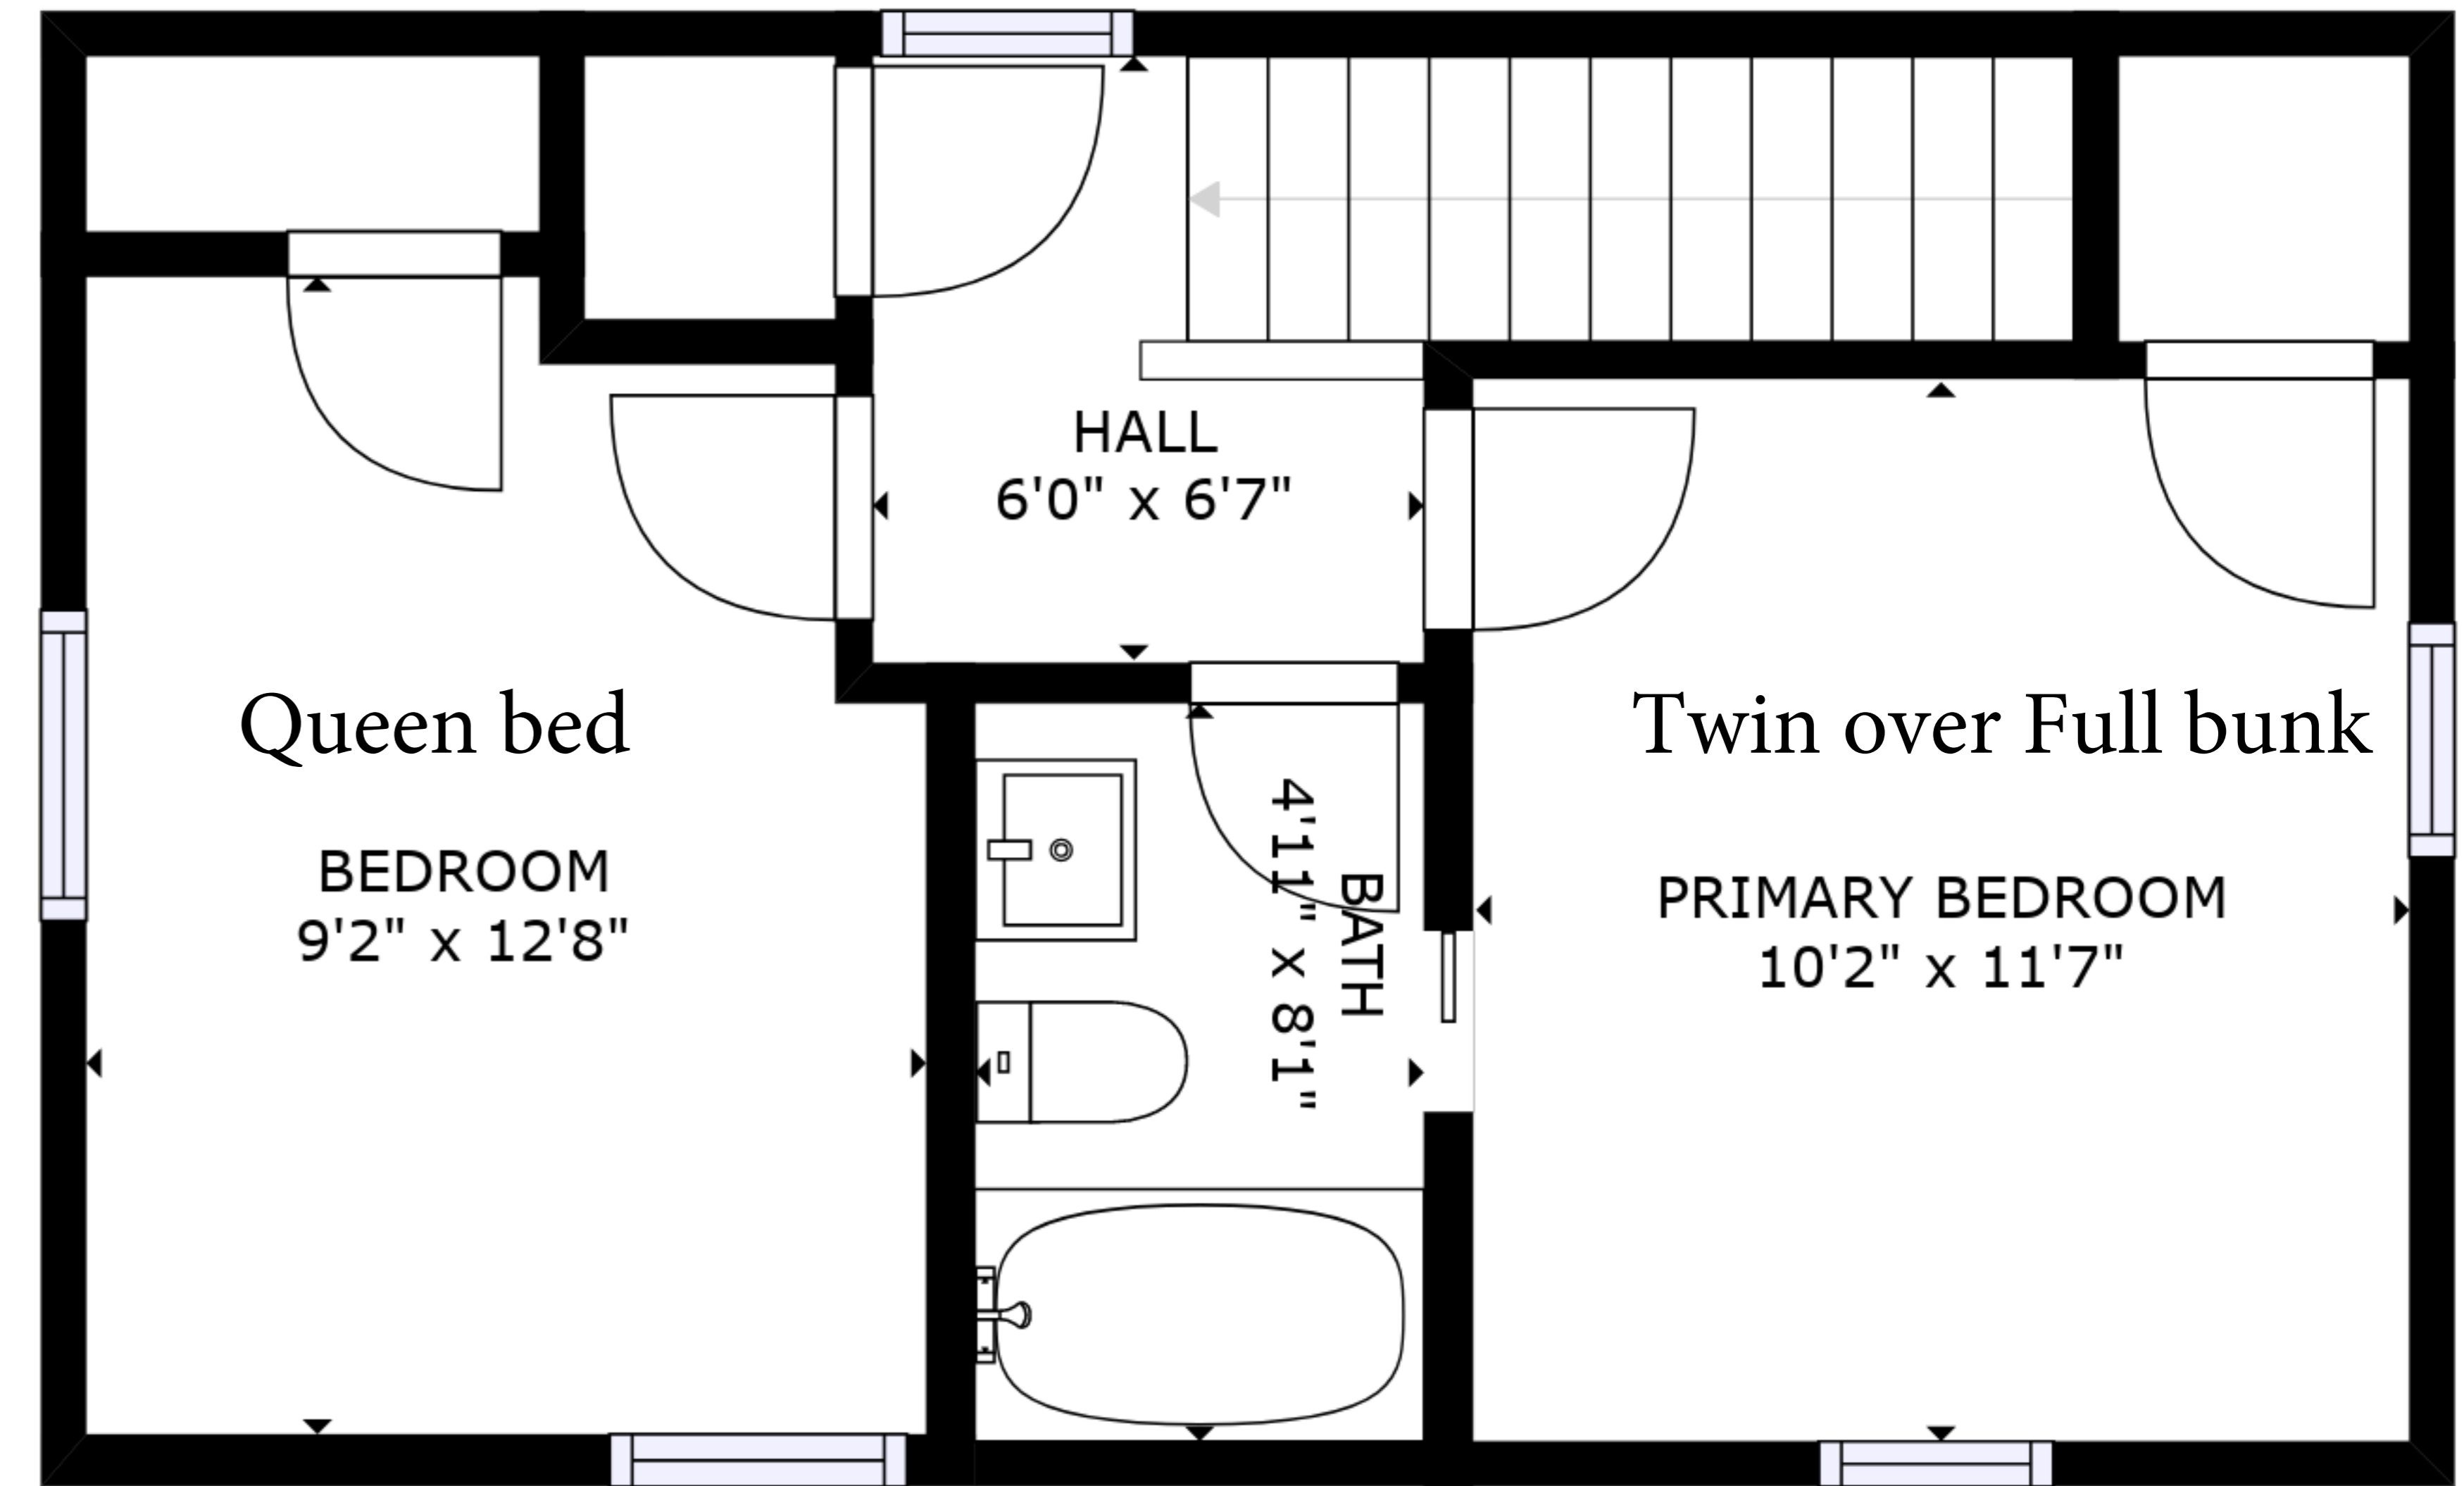 HALL
6'0" x 6'7"
Queen bed
BEDROOM
9'2" x 12'8"
BATH
4'11" x 8'1"
Twin over Full bunk
PRIMARY BEDROOM
10'2" x 11'7"